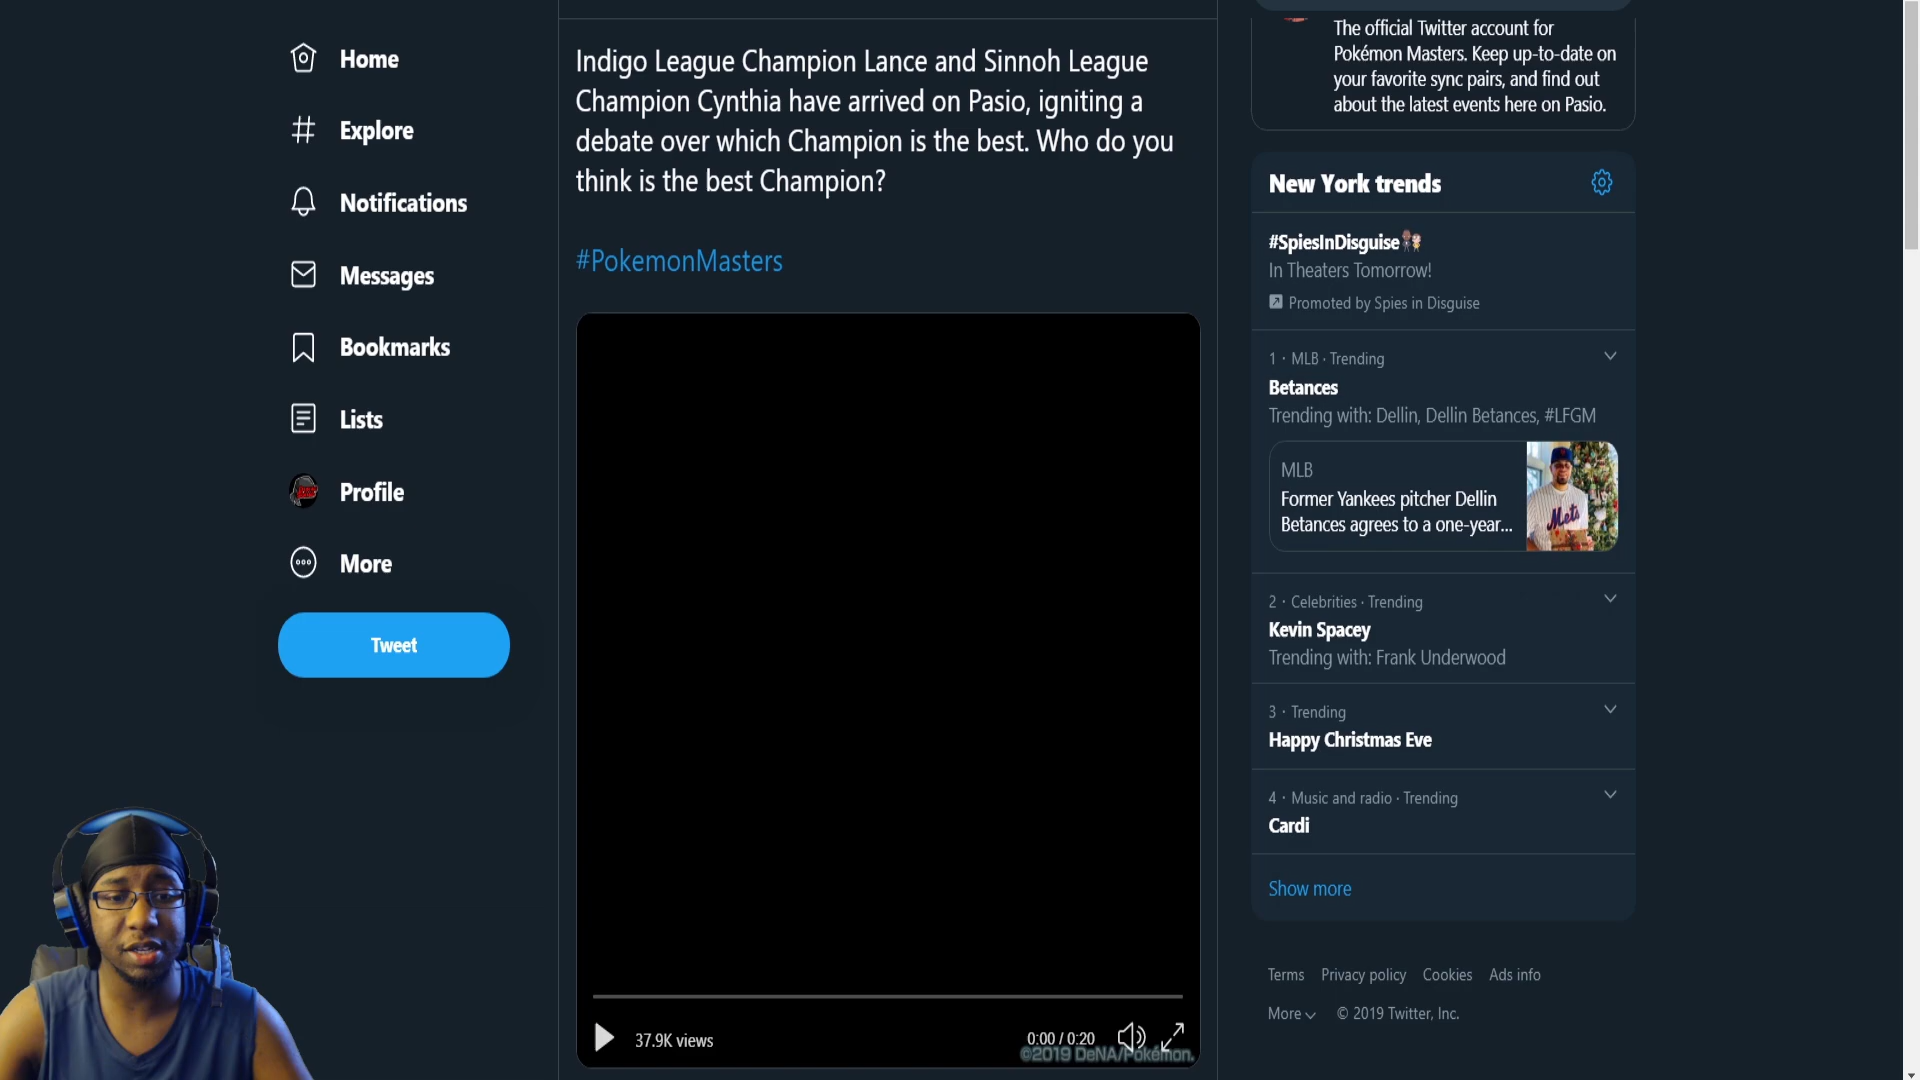 Home
Explore
Notifications
Messages
Bookmarks
Lists
Profile
More
Tweet
Indigo League Champion Lance and Sinnoh League
Champion Cynthia have arrived on Pasio, igniting a
debate over which Champion is the best. Who do you
think is the best Champion?
#PokemonMasters
37.9K views
0:00 / 0:20
©2019 DeNA/Pokémon.
The official Twitter account for
Pokémon Masters. Keep up-to-date on
your favorite sync pairs, and find out
about the latest events here on Pasio.
New York trends
#SpiesInDisguise
In Theaters Tomorrow!
Promoted by Spies in Disguise
1 · MLB · Trending
Betances
Trending with: Dellin, Dellin Betances, #LFGM
MLB
Former Yankees pitcher Dellin
Betances agrees to a one-year...
Mets
2 · Celebrities · Trending
Kevin Spacey
Trending with: Frank Underwood
3 · Trending
Happy Christmas Eve
4 · Music and radio · Trending
Cardi
Show more
Terms Privacy policy Cookies Ads info
More © 2019 Twitter, Inc.